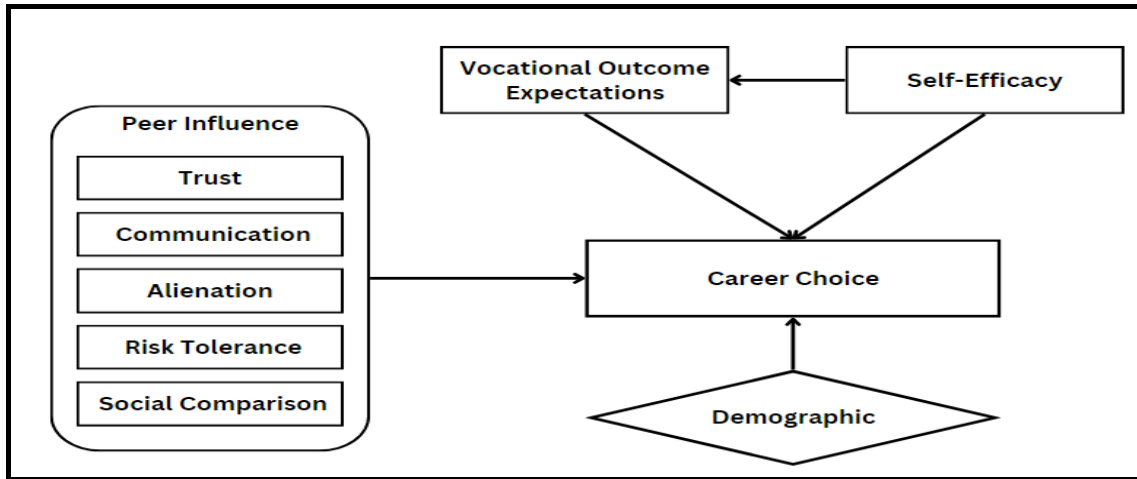 Peer Influence
Trust
Communication
Alienation
Risk Tolerance
Social Comparison
Vocational Outcome
Expectations
Self-Efficacy
Career Choice
Demographic